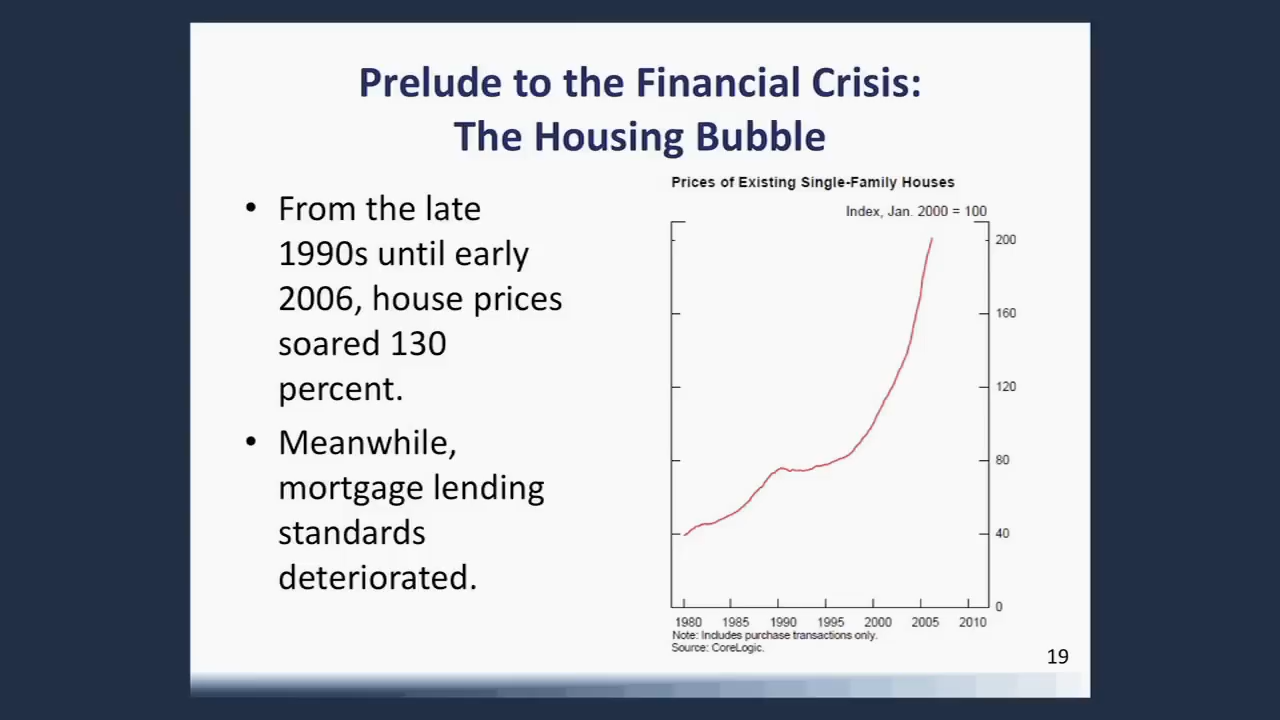 Prelude to the Financial Crisis:
The Housing Bubble
• From the late
1990s until early
2006, house prices
soared 130
percent.
• Meanwhile,
mortgage lending
standards
deteriorated.
Prices of Existing Single-Family Houses
Index, Jan. 2000 = 100
200
160
120
80
40
0
1980 1985 1990 1995 2000 2005 2010
Note: Includes purchase transactions only.
Source: CoreLogic.
19